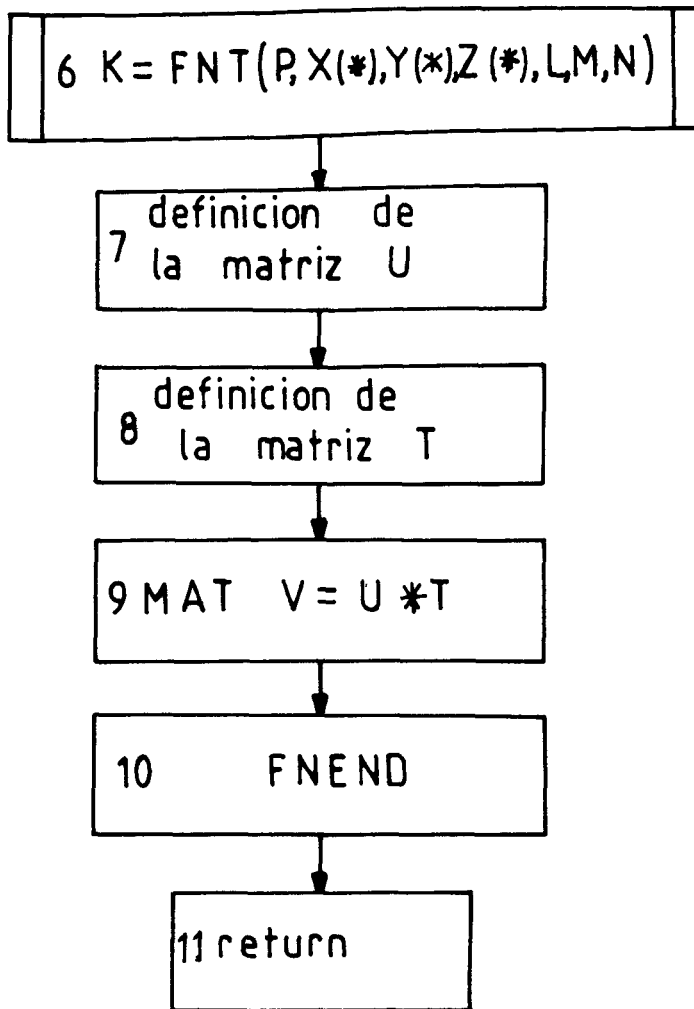 6 K = FNT(P, X(*),Y(*),Z(*),L,M,N)
7 definicion de
la matriz U
8 definicion de
la matriz T
9 MAT V = U *T
10 FNEND
11 return